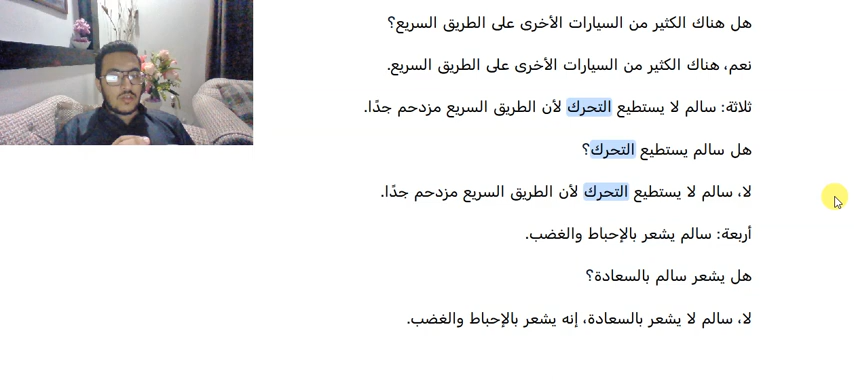 هل هناك الكثير من السيارات الأخرى على الطريق السريع؟
نعم، هناك الكثير من السيارات الأخرى على الطريق السريع.
ثلاثة: سالم لا يستطيع التحرك لأن الطريق السريع مزدحم جدًا.
هل سالم يستطيع التحرك؟
لا، سالم لا يستطيع التحرك لأن الطريق السريع مزدحم جدًا.
أربعة: سالم يشعر بالإحباط والغضب.
هل يشعر سالم بالسعادة؟
لا، سالم لا يشعر بالسعادة، إنه يشعر بالإحباط والغضب.